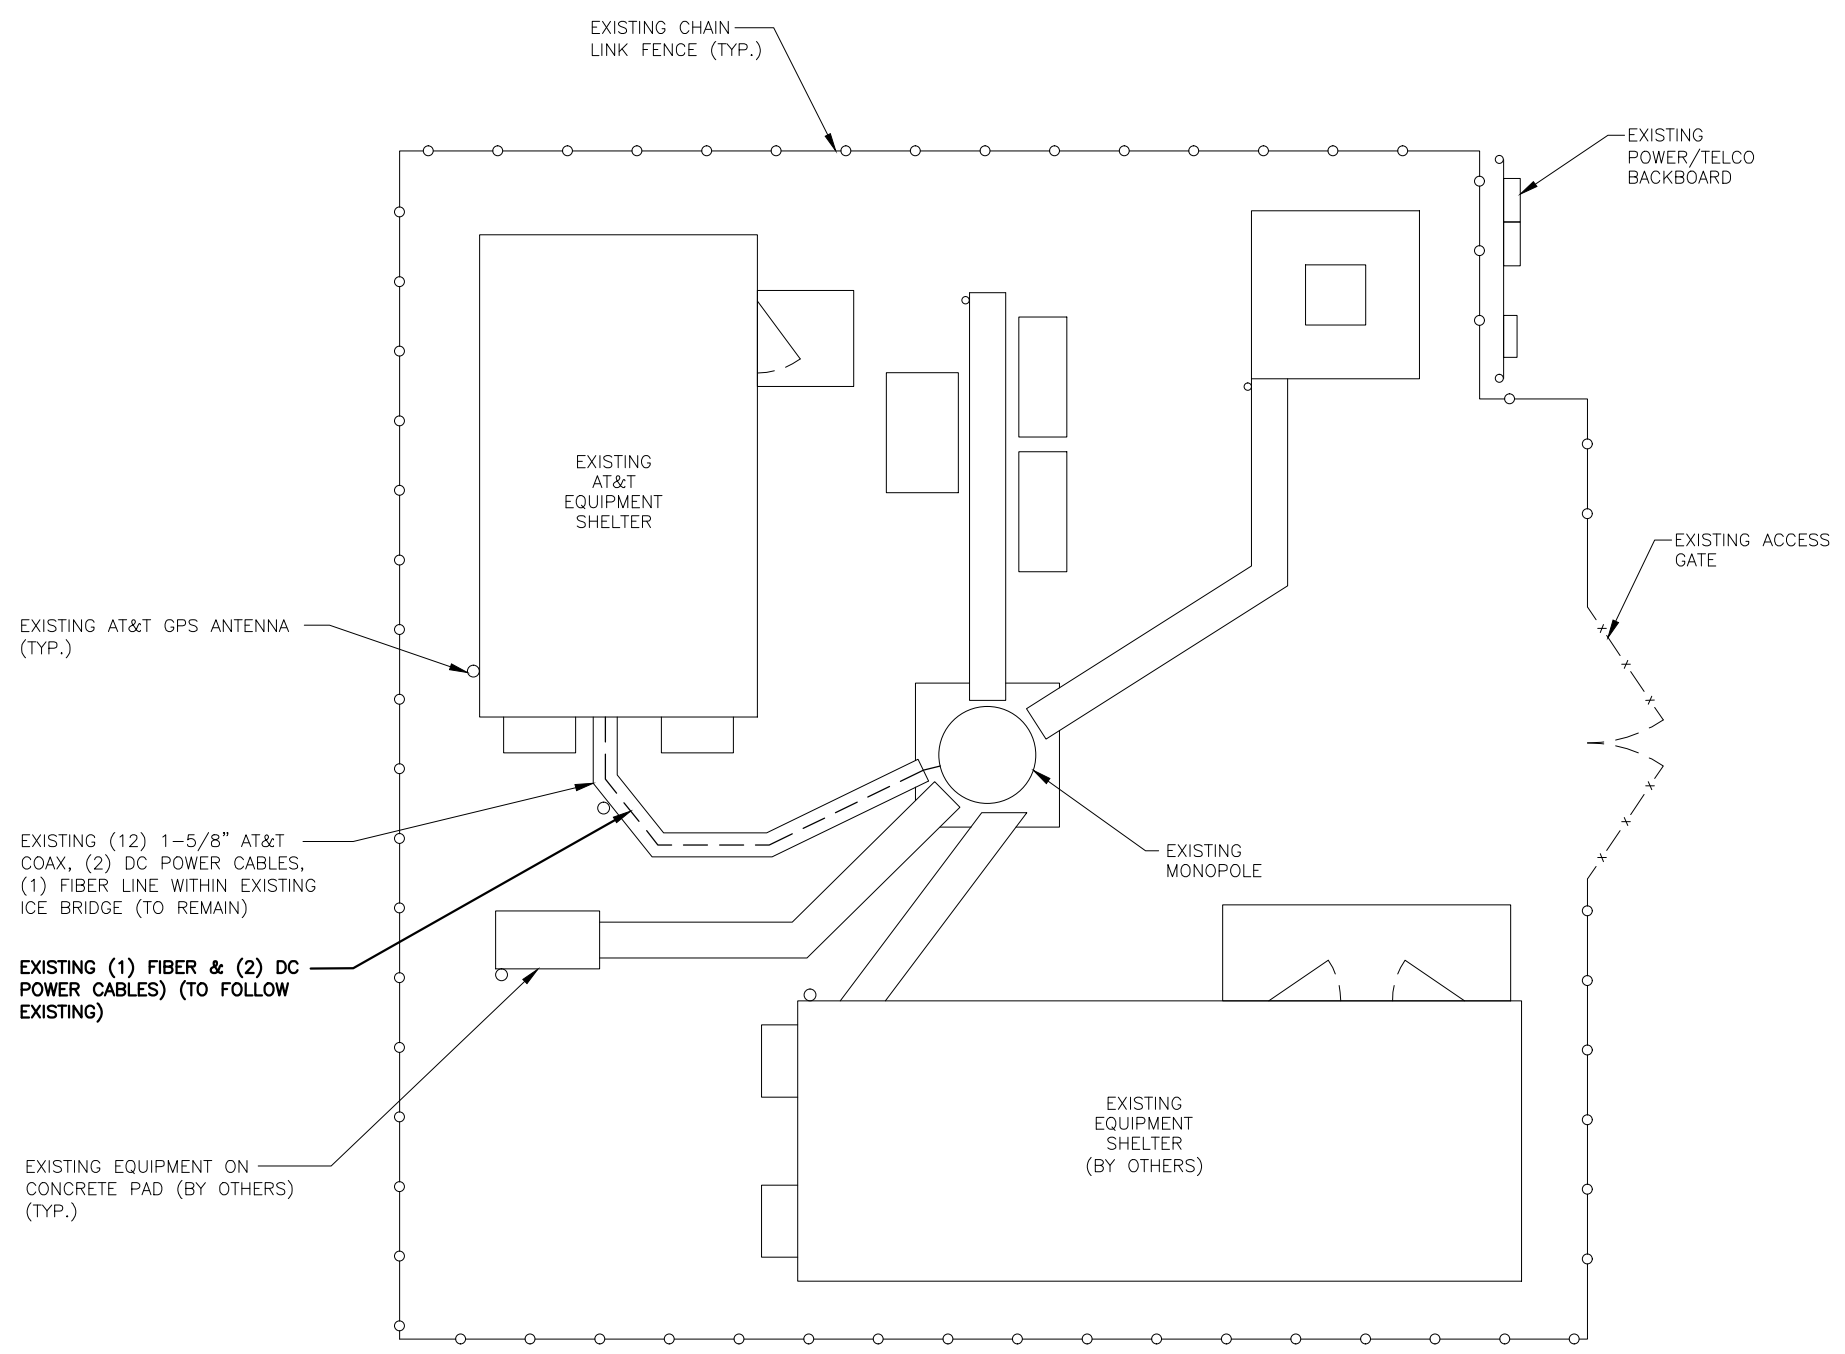 EXISTING CHAIN
LINK FENCE (TYP.)
EXISTING
POWER/TELCO
BACKBOARD
EXISTING
AT&T
EQUIPMENT
SHELTER
EXISTING ACCESS
GATE
EXISTING AT&T GPS ANTENNA
(TYP.)
EXISTING (12) 1-5/8" AT&T
COAX, (2) DC POWER CABLES,
(1) FIBER LINE WITHIN EXISTING
ICE BRIDGE (TO REMAIN)
EXISTING
MONOPOLE
EXISTING (1) FIBER & (2) DC
POWER CABLES) (TO FOLLOW
EXISTING)
EXISTING EQUIPMENT ON
CONCRETE PAD (BY OTHERS)
(TYP.)
EXISTING
EQUIPMENT
SHELTER
(BY OTHERS)